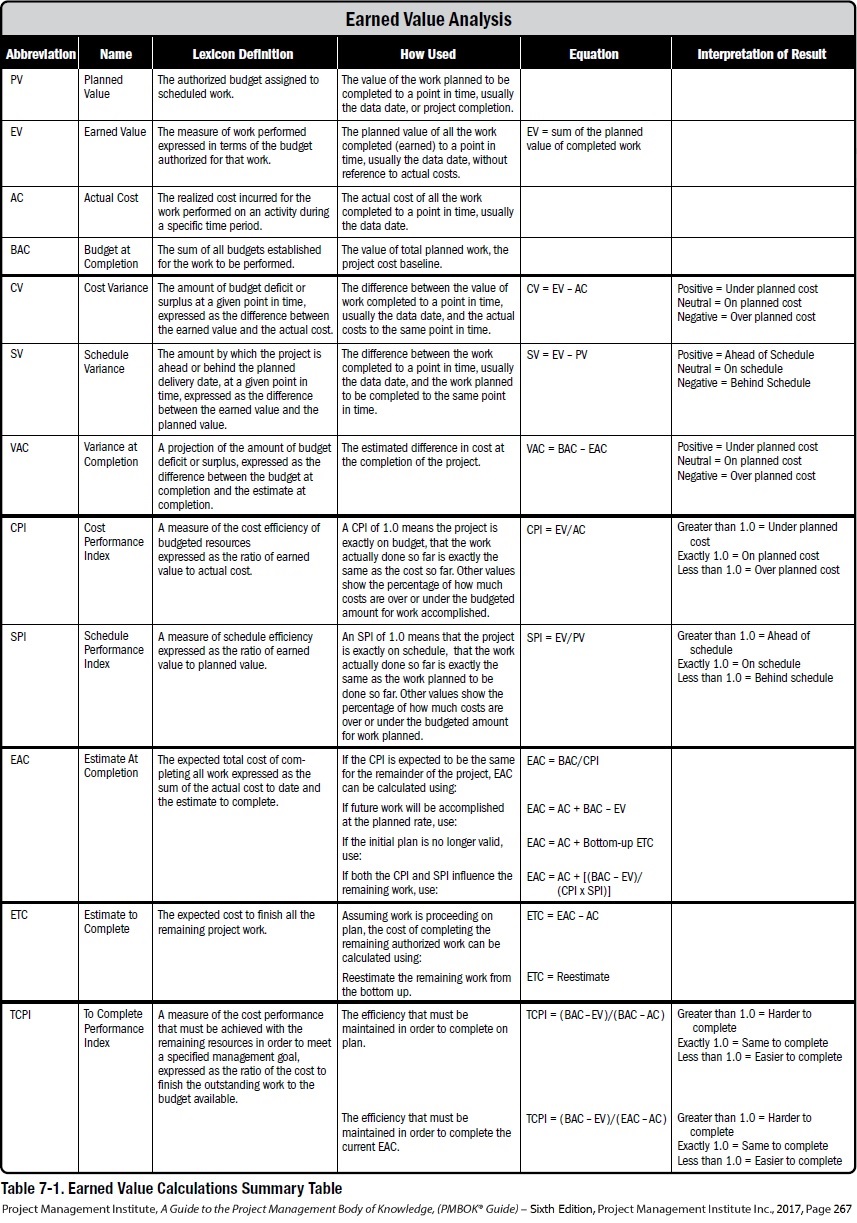 Earned Value Analysis
Abbreviation
Name
Lexicon Definition
How Used
Equation
Interpretation of Result
PV
Planned
Value
The authorized budget assigned to
scheduled work.
The value of the work planned to be
completed to a point in time, usually
the data date, or project completion.
EV
Earned Value
The measure of work performed
expressed in terms of the budget
authorized for that work.
The planned value of all the work
completed (earned) to a point in
time, usually the data date, without
reference to actual costs.
EV = sum of the planned
value of completed work
AC
Actual Cost
The realized cost incurred for the
work performed on an activity during
a specific time period.
The actual cost of all the work
completed to a point in time, usually
the data date.
BAC
Budget at
Completion
The sum of all budgets established
for the work to be performed.
The value of total planned work, the
project cost baseline.
CV
Cost Variance
The amount of budget deficit or
surplus at a given point in time,
expressed as the difference between
the earned value and the actual cost.
The difference between the value of
work completed to a point in time,
usually the data date, and the actual
costs to the same point in time.
CV = EV – AC
Positive = Under planned cost
Neutral = On planned cost
Negative = Over planned cost
SV
Schedule
Variance
The amount by which the project is
ahead or behind the planned
delivery date, at a given point in
time, expressed as the difference
between the earned value and the
planned value.
The difference between the work
completed to a point in time, usually
the data date, and the work planned
to be completed to the same point
in time.
SV = EV – PV
Positive = Ahead of Schedule
Neutral = On schedule
Negative = Behind Schedule
VAC
Variance at
Completion
A projection of the amount of budget
deficit or surplus, expressed as the
difference between the budget at
completion and the estimate at
completion.
The estimated difference in cost at
the completion of the project.
VAC = BAC – EAC
Positive = Under planned cost
Neutral = On planned cost
Negative = Over planned cost
CPI
Cost
Performance
Index
A measure of the cost efficiency of
budgeted resources
expressed as the ratio of earned
value to actual cost.
A CPI of 1.0 means the project is
exactly on budget, that the work
actually done so far is exactly the
same as the cost so far. Other values
show the percentage of how much
costs are over or under the budgeted
amount for work accomplished.
CPI = EV/AC
Greater than 1.0 = Under planned
cost
Exactly 1.0 = On planned cost
Less than 1.0 = Over planned cost
SPI
Schedule
Performance
Index
A measure of schedule efficiency
expressed as the ratio of earned
value to planned value.
An SPI of 1.0 means that the project
is exactly on schedule, that the work
actually done so far is exactly the
same as the work planned to be
done so far. Other values show the
percentage of how much costs are
over or under the budgeted amount
for work planned.
SPI = EV/PV
Greater than 1.0 = Ahead of
schedule
Exactly 1.0 = On schedule
Less than 1.0 = Behind schedule
EAC
Estimate At
Completion
The expected total cost of com-
pleting all work expressed as the
sum of the actual cost to date and
the estimate to complete.
If the CPI is expected to be the same
for the remainder of the project, EAC
can be calculated using:
EAC = BAC/CPI
If future work will be accomplished
at the planned rate, use:
EAC = AC + BAC – EV
If the initial plan is no longer valid,
use:
EAC = AC + Bottom-up ETC
If both the CPI and SPI influence the
remaining work, use:
EAC = AC + [(BAC – EV)/
(CPI x SPI)]
ETC
Estimate to
Complete
The expected cost to finish all the
remaining project work.
Assuming work is proceeding on
plan, the cost of completing the
remaining authorized work can be
calculated using:
ETC = EAC – AC
Reestimate the remaining work from
the bottom up.
ETC = Reestimate
TCPI
To Complete
Performance
Index
A measure of the cost performance
that must be achieved with the
remaining resources in order to meet
a specified management goal,
expressed as the ratio of the cost to
finish the outstanding work to the
budget available.
The efficiency that must be
maintained in order to complete on
plan.
TCPI = (BAC – EV)/(BAC – AC)
Greater than 1.0 = Harder to
complete
Exactly 1.0 = Same to complete
Less than 1.0 = Easier to complete
The efficiency that must be
maintained in order to complete the
current EAC.
TCPI = (BAC – EV)/(EAC – AC)
Greater than 1.0 = Harder to
complete
Exactly 1.0 = Same to complete
Less than 1.0 = Easier to complete
Table 7-1. Earned Value Calculations Summary Table
Project Management Institute, A Guide to the Project Management Body of Knowledge, (PMBOK® Guide) – Sixth Edition, Project Management Institute Inc., 2017, Page 267